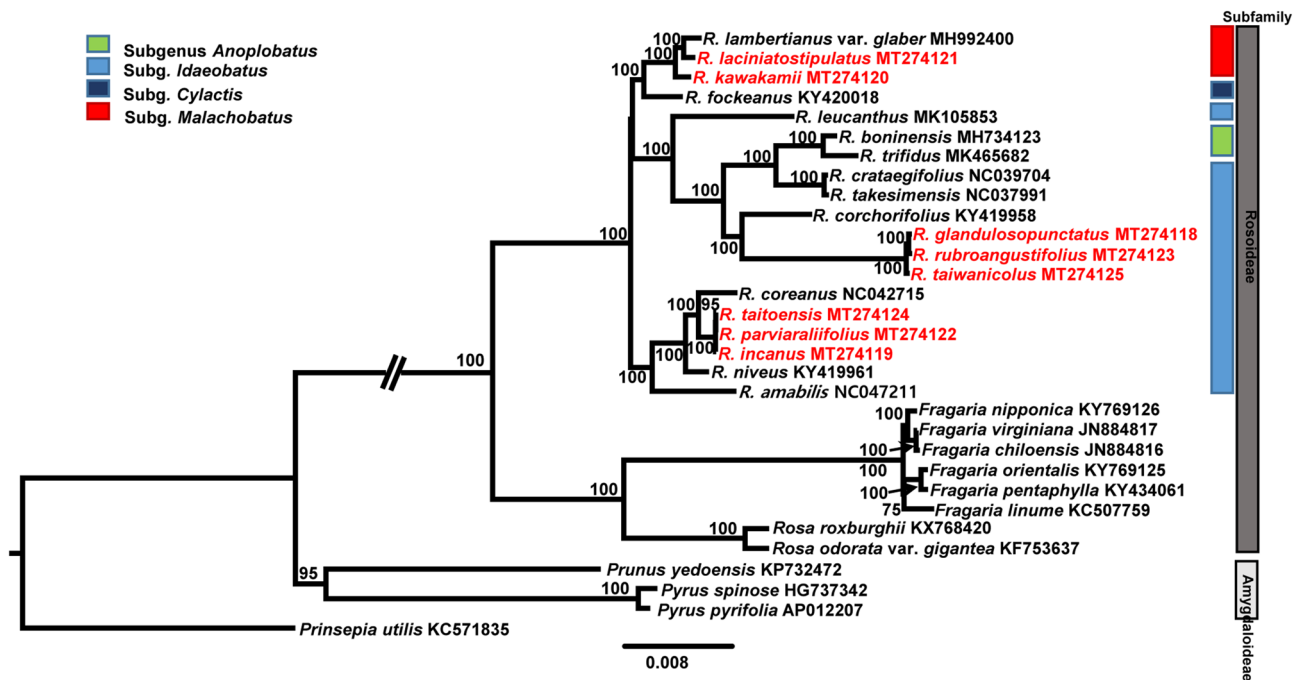 Subfamily
Subgenus Anoplobatus
Subg. Idaeobatus
Subg. Cylactis
Subg. Malachobatus
100 R. lambertianus var. glaber MH992400
100 R. laciniatostipulatus MT274121
100 R. kawakamii MT274120
R. fockeanus KY420018
R. leucanthus MK105853
100 100 R. boninensis MH734123
100 R. trifidus MK465682
100 R. crataegifolius NC039704
100 R. takesimensis NC037991
R. corchorifolius KY419958
100 100 100 R. glandulosopunctatus MT274118
R. rubroangustifolius MT274123
100 R. taiwanicolus MT274125
Rosoideae
R. coreanus NC042715
100 95 R. taitoensis MT274124
R. parviaraliifolius MT274122
100 100 R. incanus MT274119
100 R. niveus KY419961
100 R. amabilis NC047211
100 Fragaria nipponica KY769126
Fragaria virginiana JN884817
100 Fragaria chiloensis JN884816
100 Fragaria orientalis KY769125
100 100 Fragaria pentaphylla KY434061
75 Fragaria linume KC507759
100 Rosa roxburghii KX768420
Rosa odorata var. gigantea KF753637
95 Prunus yedoensis KP732472
100 Pyrus spinose HG737342
Pyrus pyrifolia AP012207
Amygdaloideae
Prinsepia utilis KC571835
0.008